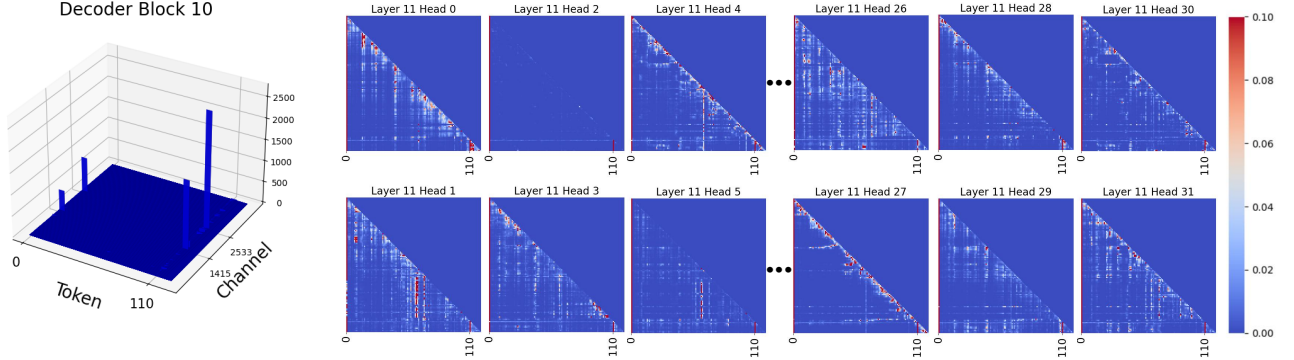 Decoder Block 10
2500
2000
1500
1000
500
0
2533
1415
Channel
0
110
Token
Layer 11 Head 0
Layer 11 Head 2
Layer 11 Head 4
Layer 11 Head 26
Layer 11 Head 28
Layer 11 Head 30
0 110
0 110
0 110
0 110
0 110
0 110
Layer 11 Head 1
Layer 11 Head 3
Layer 11 Head 5
Layer 11 Head 27
Layer 11 Head 29
Layer 11 Head 31
0 110
0 110
0 110
0 110
0 110
0 110
0.10
0.08
0.06
0.04
0.02
0.00